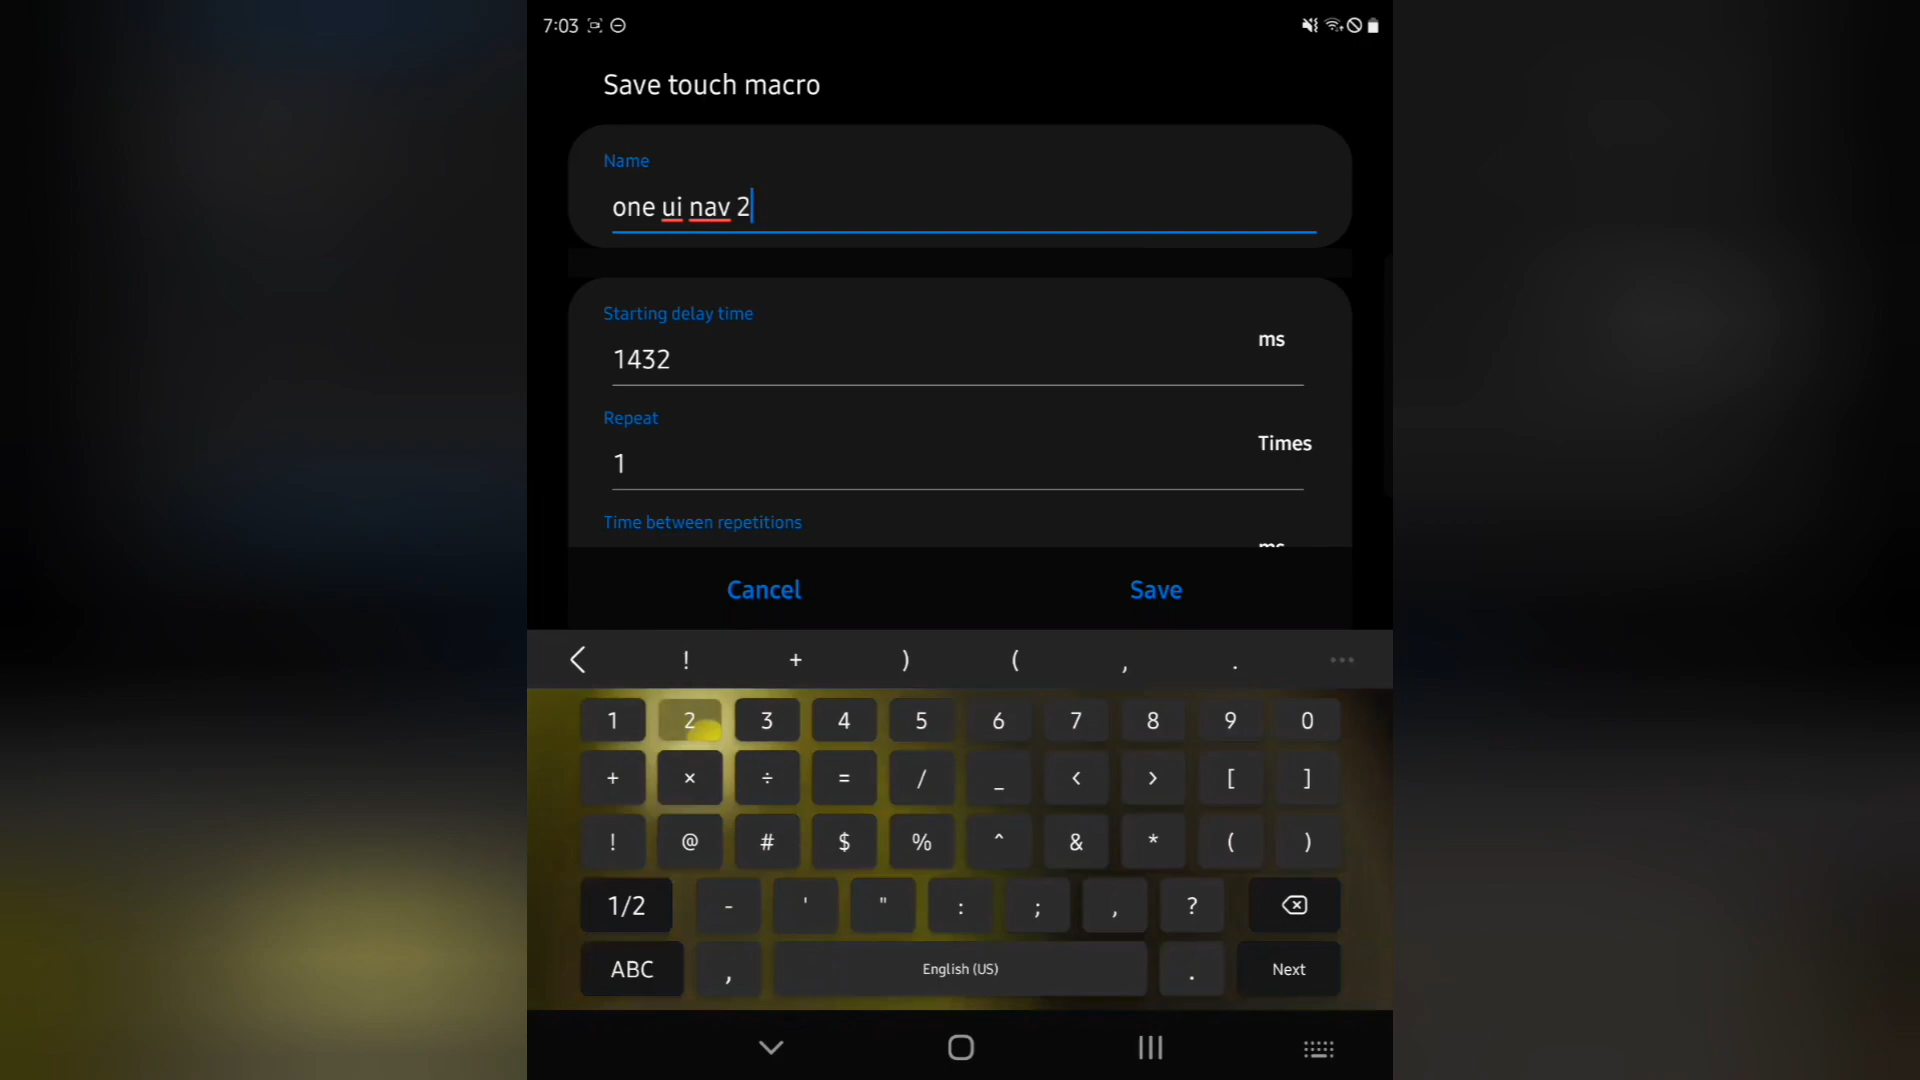 7:03
Save touch macro
Name
one ui nav 2
Starting delay time
1432
ms
Repeat
1
Times
Time between repetitions
ms
Cancel
Save
! + ) ( , .
1 2 3 4 5 6 7 8 9 0
+ × ÷ = / _ < > [ ]
! @ # $ % ^ & * ( )
1/2 - ' " : ; , ?
ABC , English (US) . Next